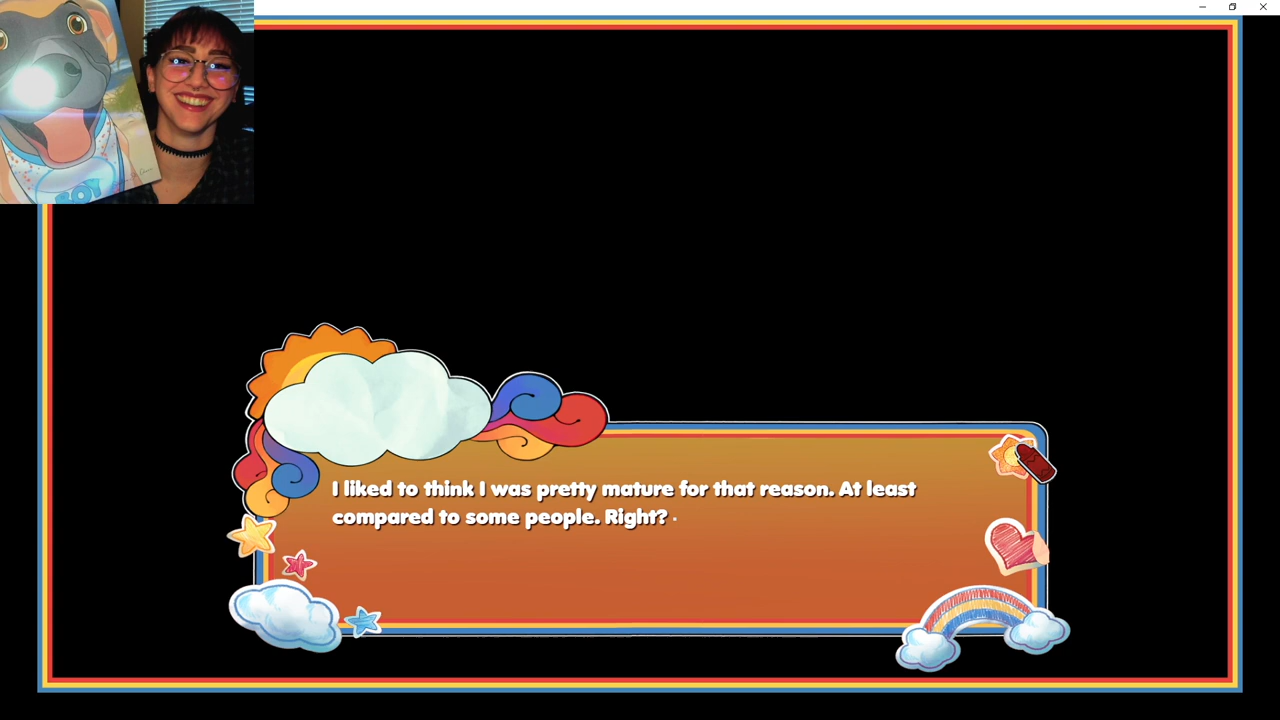 I liked to think I was pretty mature for that reason. At least
compared to some people. Right?